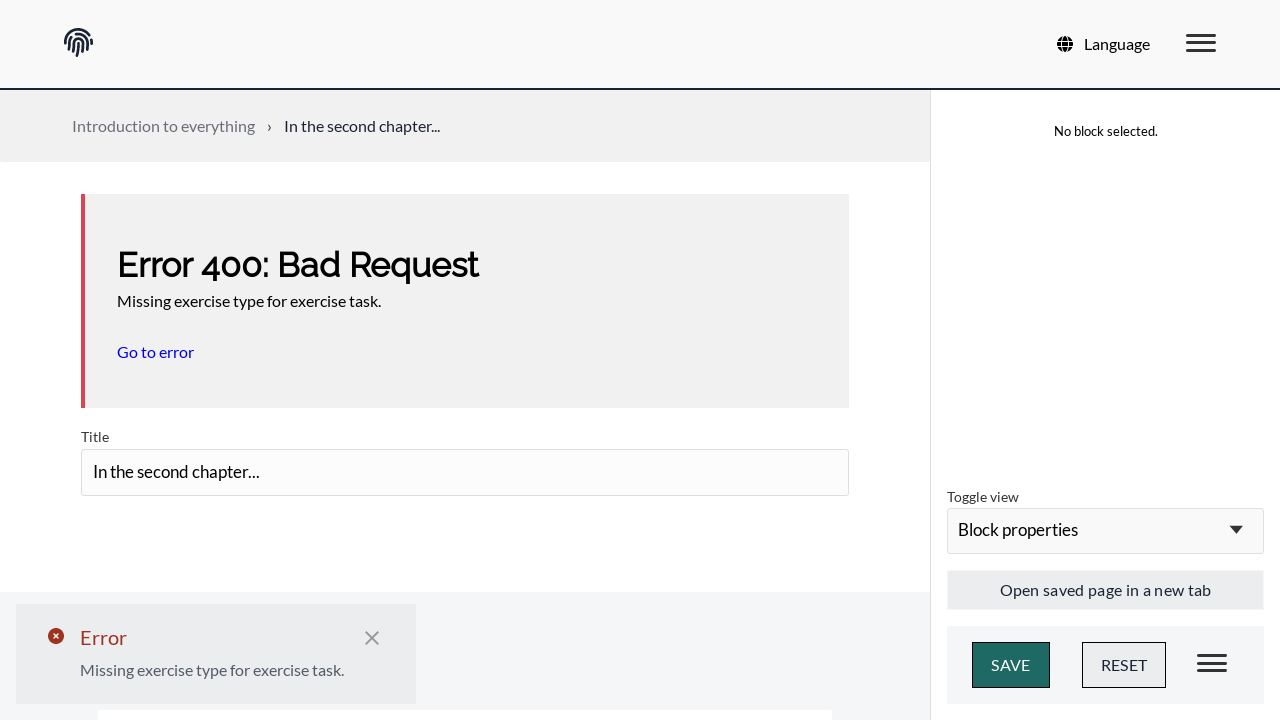 Language
Introduction to everything › In the second chapter...
No block selected.
Error 400: Bad Request
Missing exercise type for exercise task.
Go to error
Title
In the second chapter...
Toggle view
Block properties
Open saved page in a new tab
SAVE RESET
Error
Missing exercise type for exercise task.